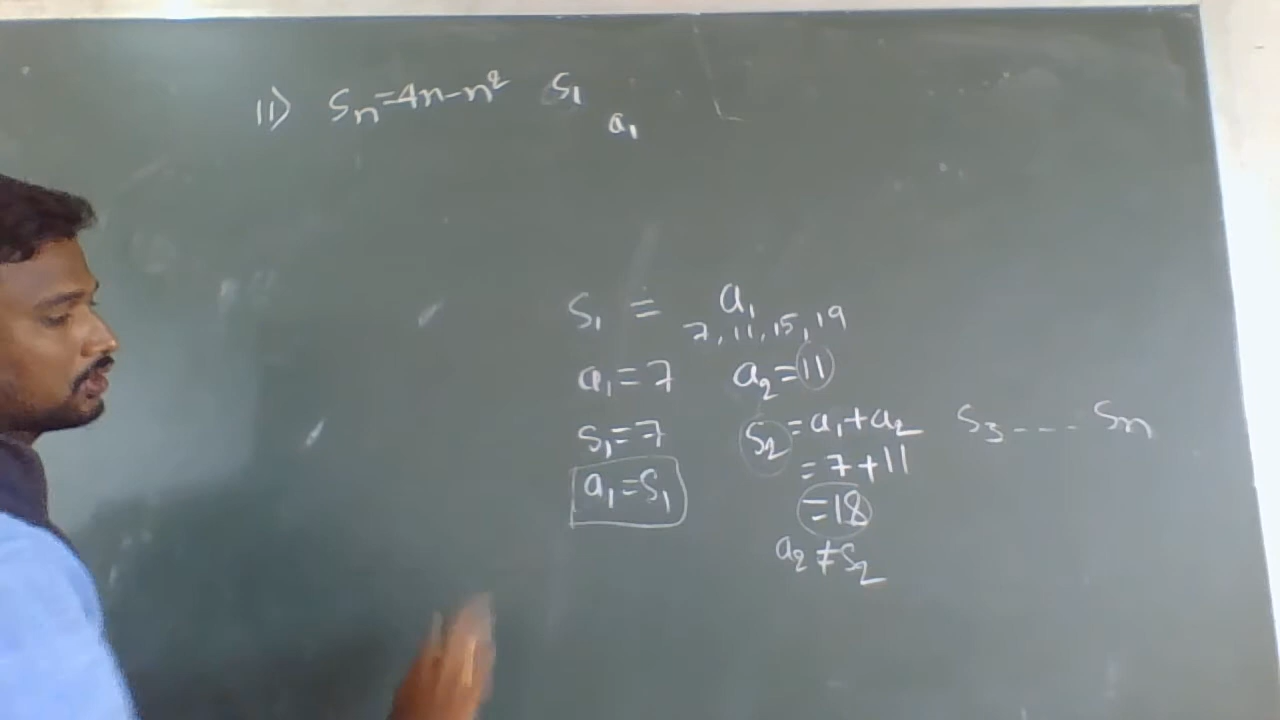 11) Sn=4n-n² S₁
a₁
S₁ = a₁
7, 11, 15, 19
a₁=7 a₂=11
S₁=7 S₂=a₁+a₂ S₃---- Sn
=7+11
a₁=S₁ =18
a₂≠S₂